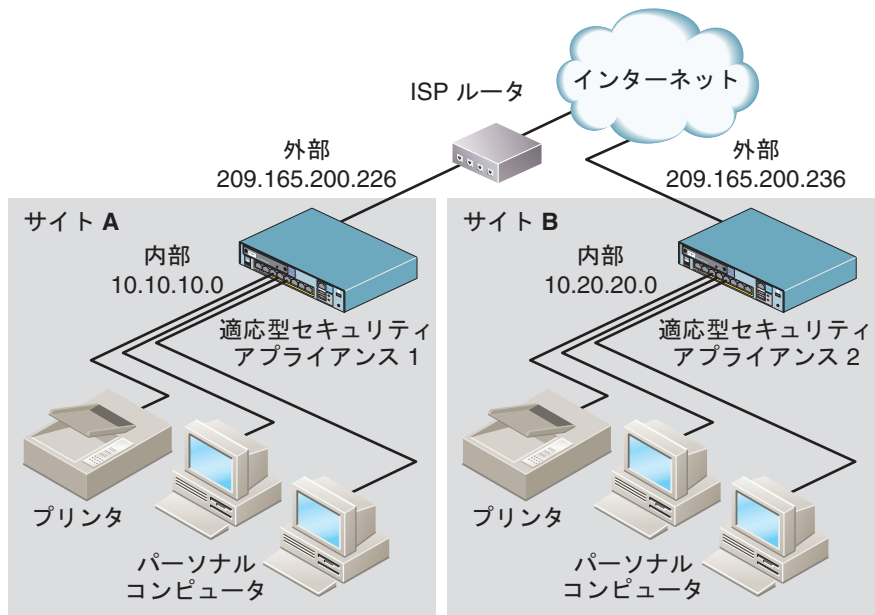 インターネット
ISP ルータ
外部
209.165.200.226
外部
209.165.200.236
サイト A
内部
10.10.10.0
適応型セキュリティ
アプライアンス 1
プリンタ
パーソナル
コンピュータ
サイト B
内部
10.20.20.0
適応型セキュリティ
アプライアンス 2
プリンタ
パーソナル
コンピュータ